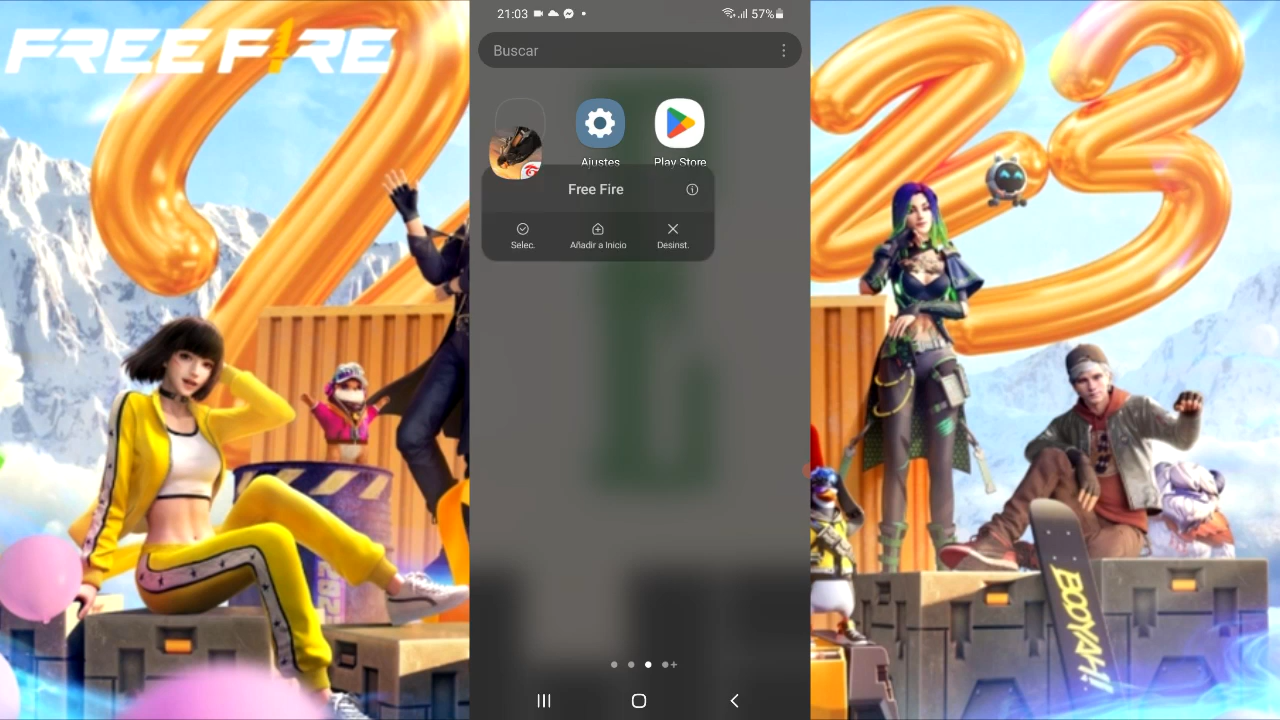 FREE FIRE
21:03
57%
Buscar
Ajustes
Play Store
Free Fire
Selec.
Añadir a Inicio
Desinst.
BOOYAH!